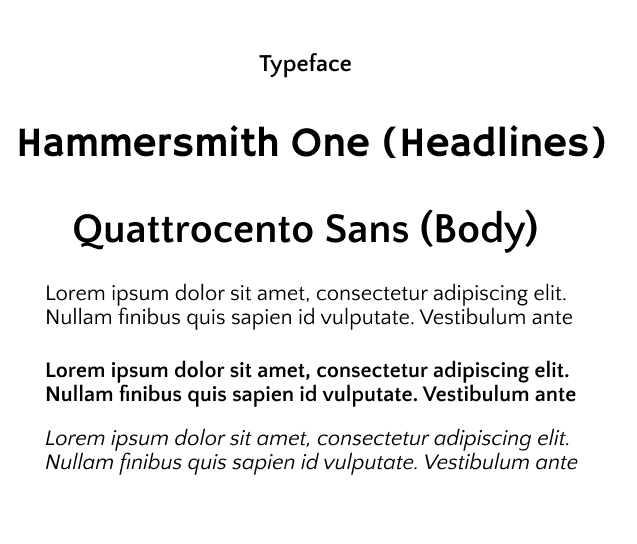 Typeface
Hammersmith One (Headlines)
Quattrocento Sans (Body)
Lorem ipsum dolor sit amet, consectetur adipiscing elit.
Nullam finibus quis sapien id vulputate. Vestibulum ante
Lorem ipsum dolor sit amet, consectetur adipiscing elit.
Nullam finibus quis sapien id vulputate. Vestibulum ante
Lorem ipsum dolor sit amet, consectetur adipiscing elit.
Nullam finibus quis sapien id vulputate. Vestibulum ante